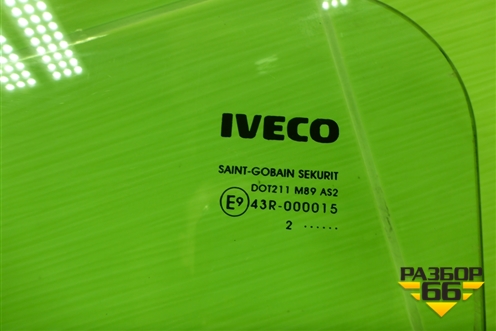 IVECO
SAINT-GOBAIN SEKURIT
DOT211 M89 AS2
E9 43R-000015
2 ......
РАЗБОР
66